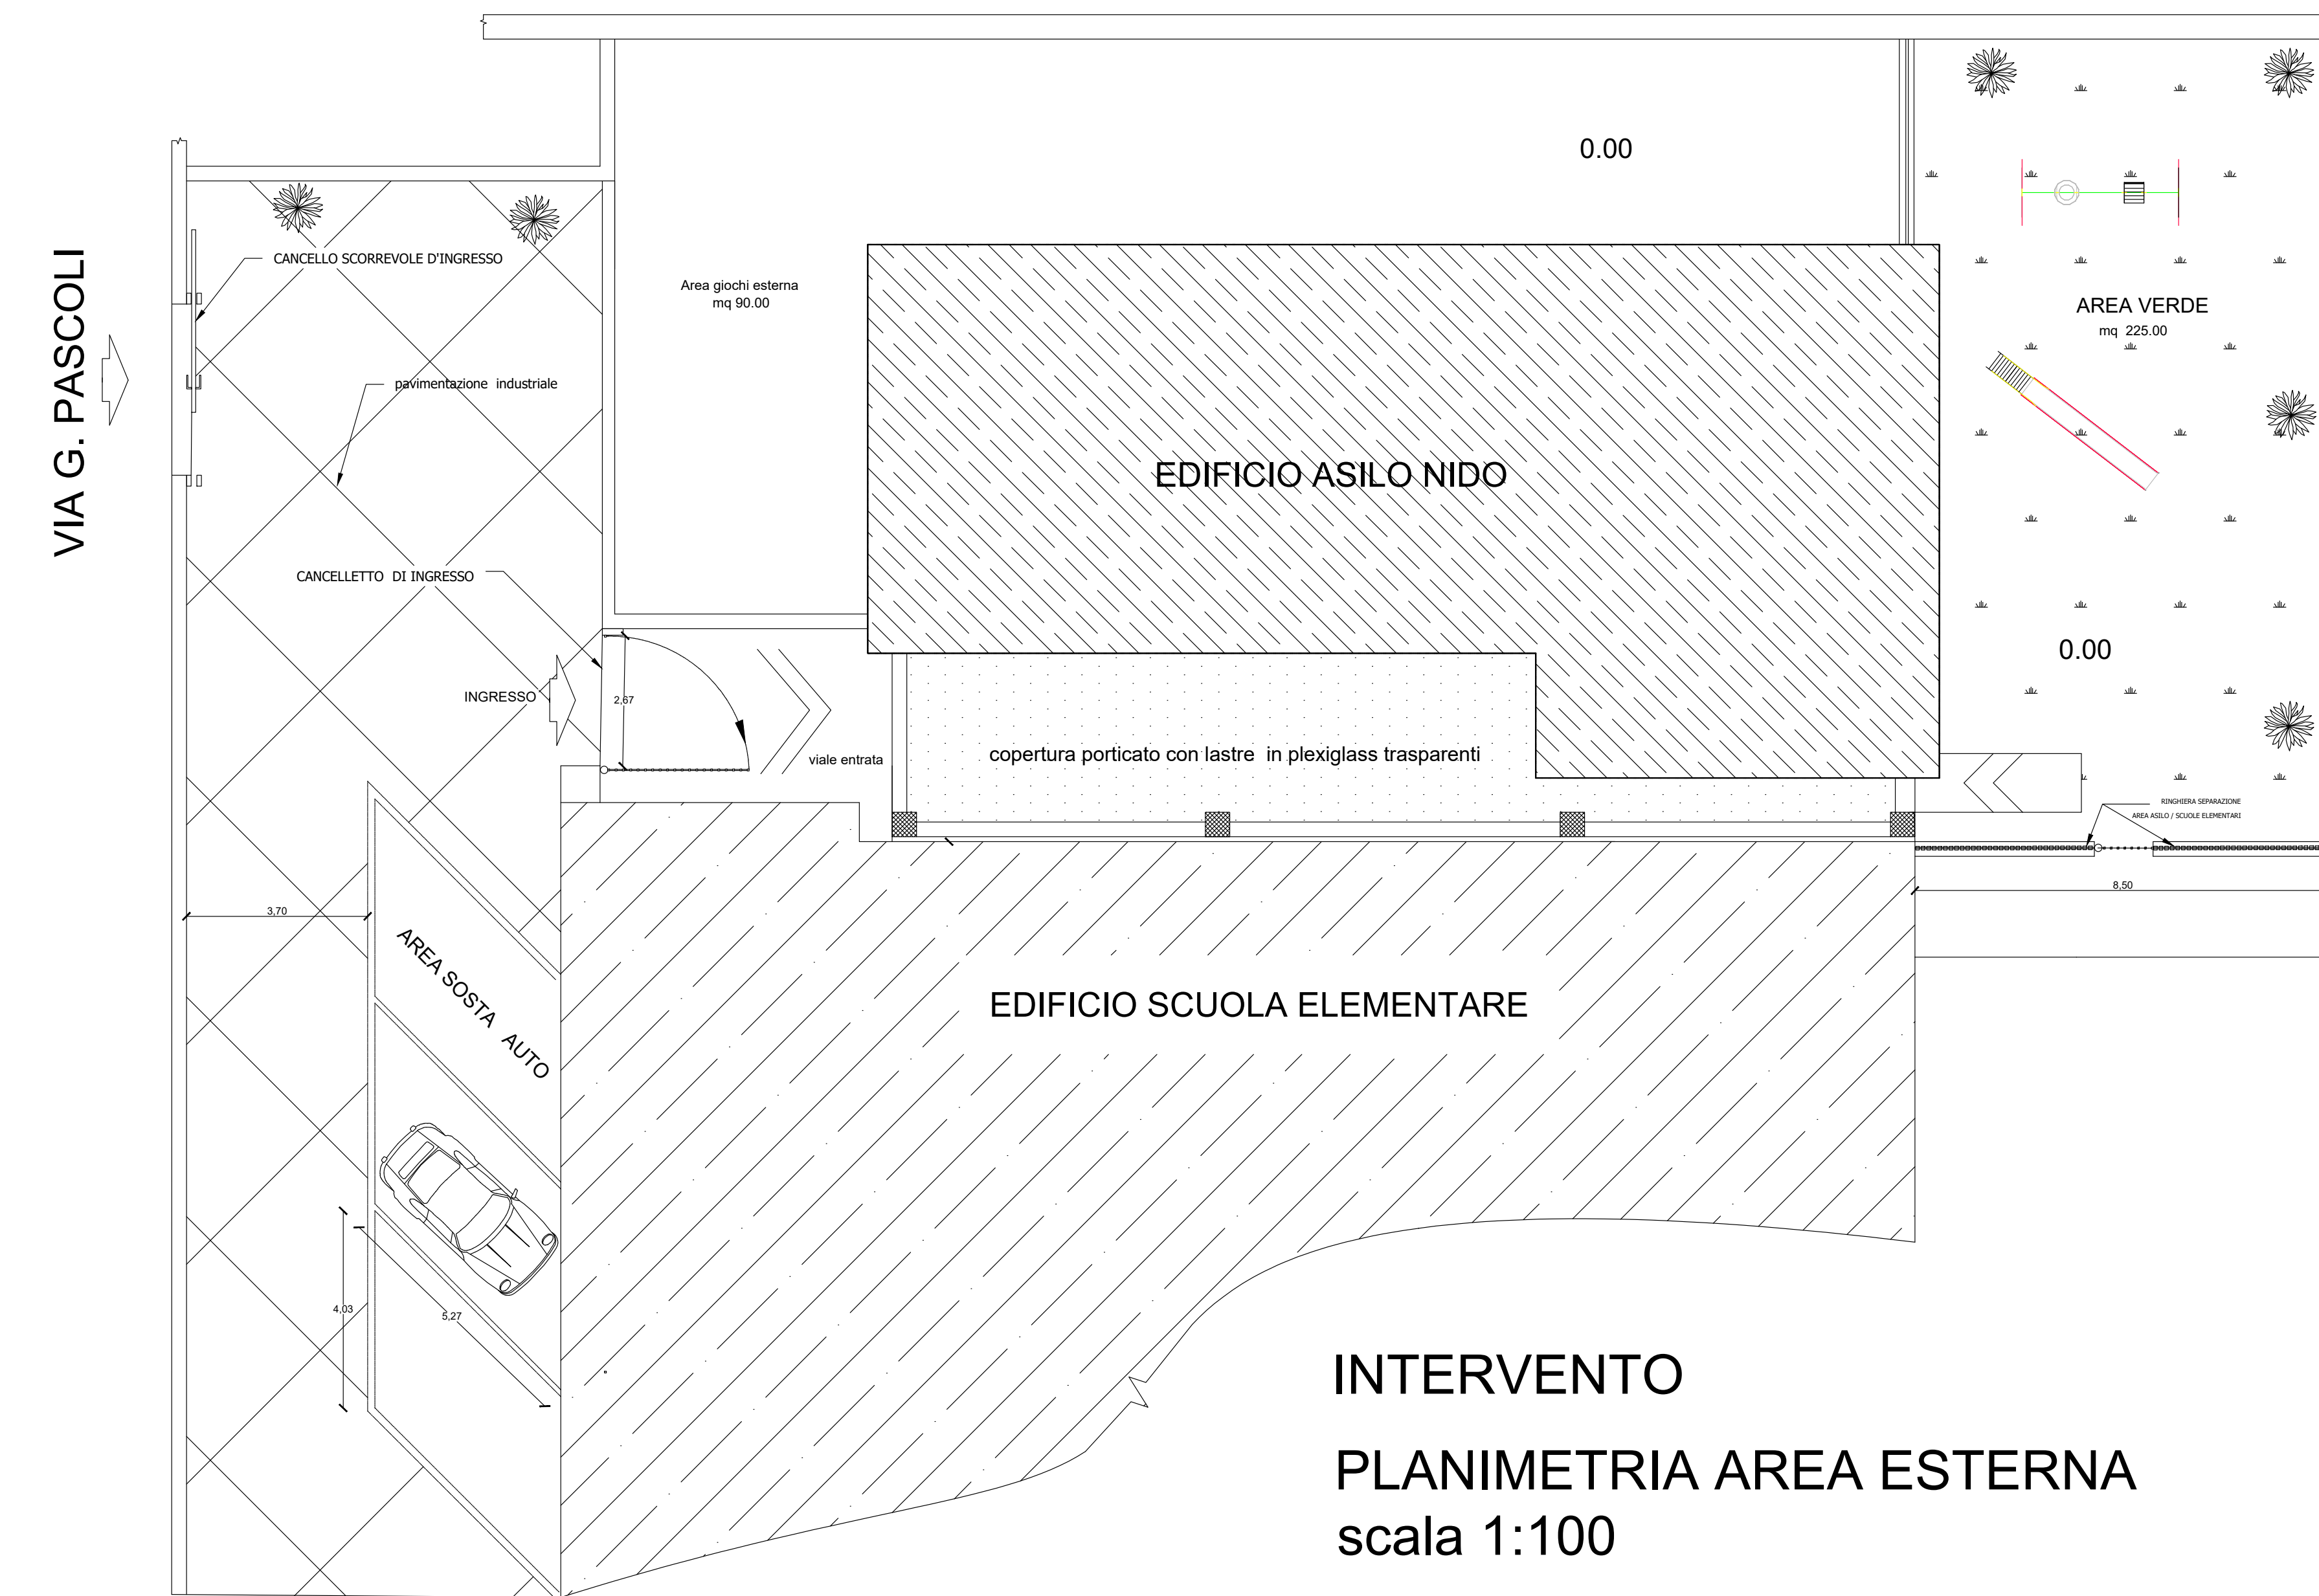 VIA G. PASCOLI
0.00
CANCELLO SCORREVOLE D'INGRESSO
Area giochi esterna
mq 90.00
AREA VERDE
mq 225.00
pavimentazione industriale
EDIFICIO ASILO NIDO
CANCELLETTO DI INGRESSO
0.00
INGRESSO
2,67
viale entrata
copertura porticato con lastre in plexiglass trasparenti
RINGHIERA SEPARAZIONE
AREA ASILO / SCUOLE ELEMENTARI
8,50
3,70
AREA SOSTA AUTO
EDIFICIO SCUOLA ELEMENTARE
4,03
5,27
INTERVENTO
PLANIMETRIA AREA ESTERNA
scala 1:100